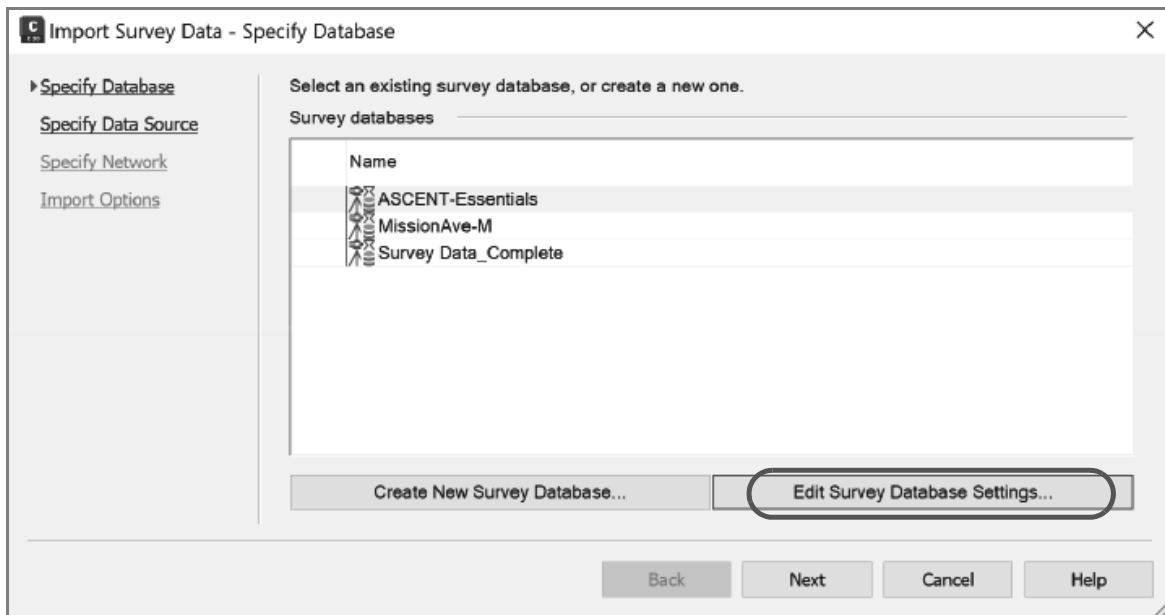 Import Survey Data - Specify Database
Specify Database
Specify Data Source
Specify Network
Import Options
Select an existing survey database, or create a new one.
Survey databases
Name
ASCENT-Essentials
MissionAve-M
Survey Data_Complete
Create New Survey Database...
Edit Survey Database Settings...
Back
Next
Cancel
Help